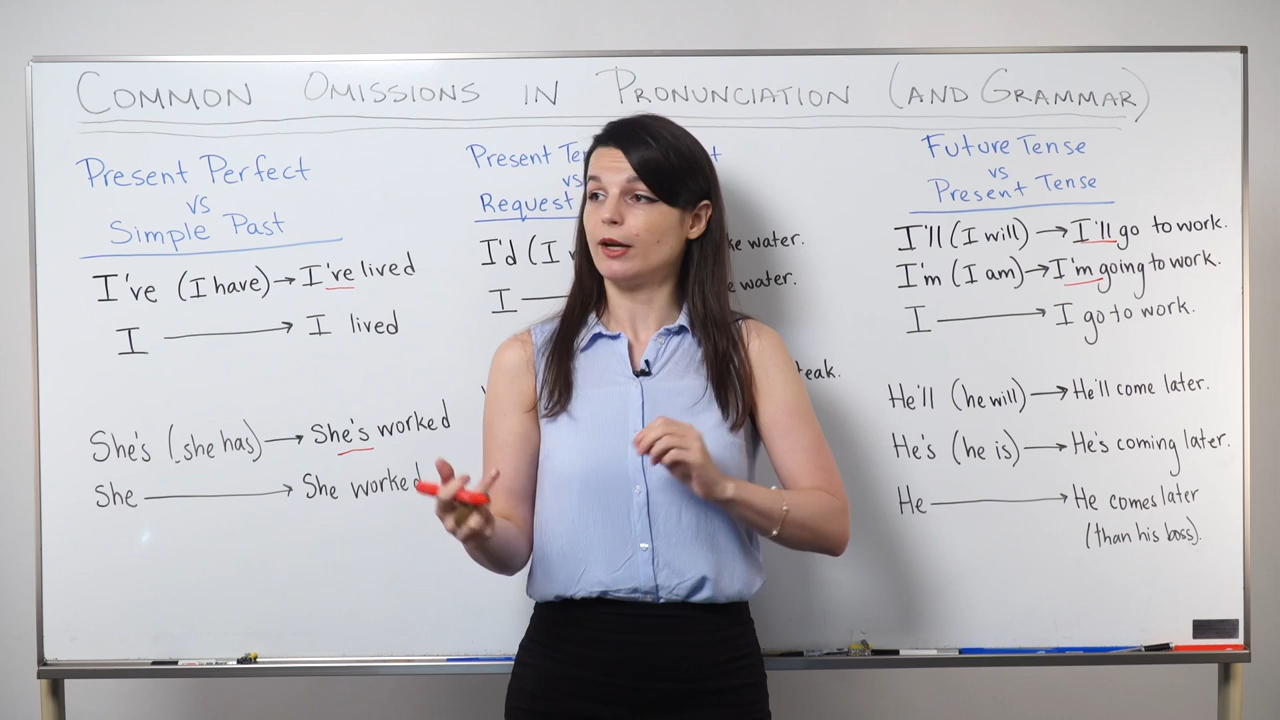 COMMON OMISSIONS IN PRONUNCIATION (AND GRAMMAR)
Present Perfect
vs
Simple Past
I've (I have) → I've lived
I → I lived
She's (she has) → She's worked
She → She worked
Present
vs
Request
I'd (I water.
I water.
Future Tense
vs
Present Tense
I'll (I will) → I'll go to work.
I'm (I am) → I'm going to work.
I → I go to work.
He'll (he will) → He'll come later.
He's (he is) → He's coming later.
He → He comes later
(than his boss).